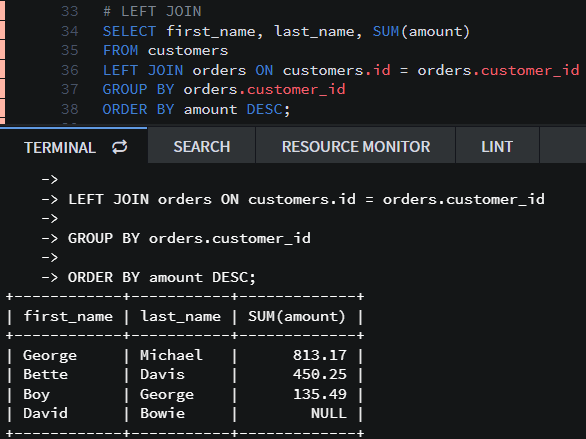 33 # LEFT JOIN
34 SELECT first_name, last_name, SUM(amount)
35 FROM customers
36 LEFT JOIN orders ON customers.id = orders.customer_id
37 GROUP BY orders.customer_id
38 ORDER BY amount DESC;
TERMINAL SEARCH RESOURCE MONITOR LINT
->
-> LEFT JOIN orders ON customers.id = orders.customer_id
->
-> GROUP BY orders.customer_id
->
-> ORDER BY amount DESC;
+------------+-----------+-------------+
| first_name | last_name | SUM(amount) |
+------------+-----------+-------------+
| George | Michael | 813.17 |
| Bette | Davis | 450.25 |
| Boy | George | 135.49 |
| David | Bowie | NULL |
+------------+-----------+-------------+